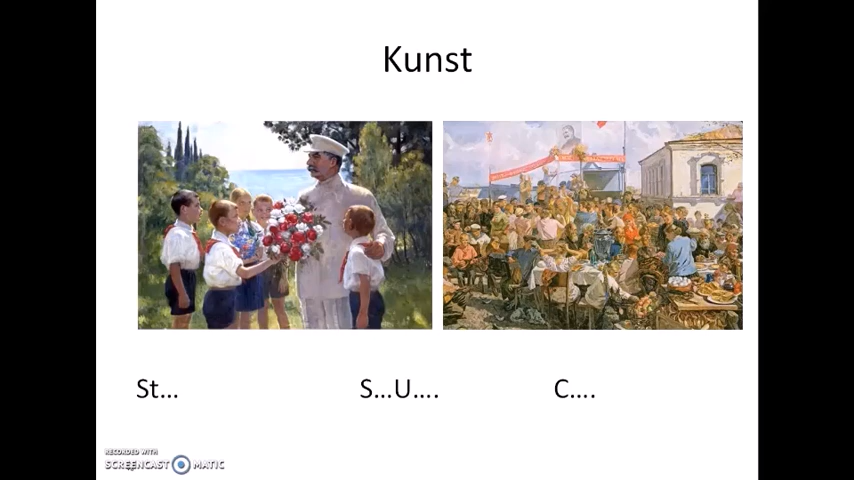 Kunst
St... S...U.... C....
RECORDED WITH
SCREENCAST MATIC